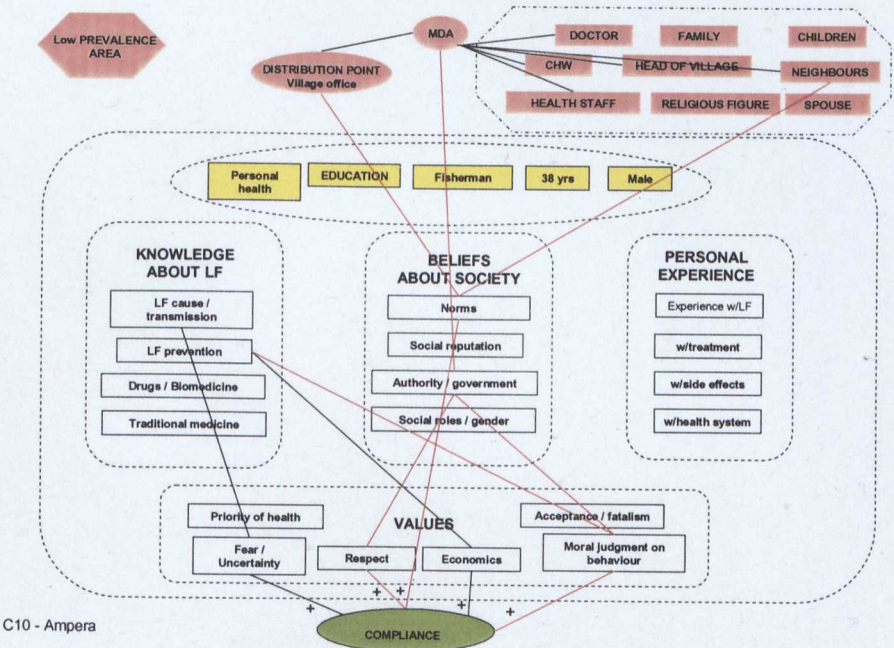 Low PREVALENCE
AREA
MDA
DISTRIBUTION POINT
Village office
DOCTOR
FAMILY
CHILDREN
CHW
HEAD OF VILLAGE
NEIGHBOURS
HEALTH STAFF
RELIGIOUS FIGURE
SPOUSE
Personal
health
EDUCATION
Fisherman
38 yrs
Male
KNOWLEDGE
ABOUT LF
LF cause /
transmission
LF prevention
Drugs / Biomedicine
Traditional medicine
BELIEFS
ABOUT SOCIETY
Norms
Social reputation
Authority / government
Social roles / gender
PERSONAL
EXPERIENCE
Experience w/LF
w/treatment
w/side effects
w/health system
Priority of health
VALUES
Acceptance / fatalism
Fear /
Uncertainty
Respect
Economics
Moral judgment on
behaviour
+ + + + +
COMPLIANCE
C10 - Ampera